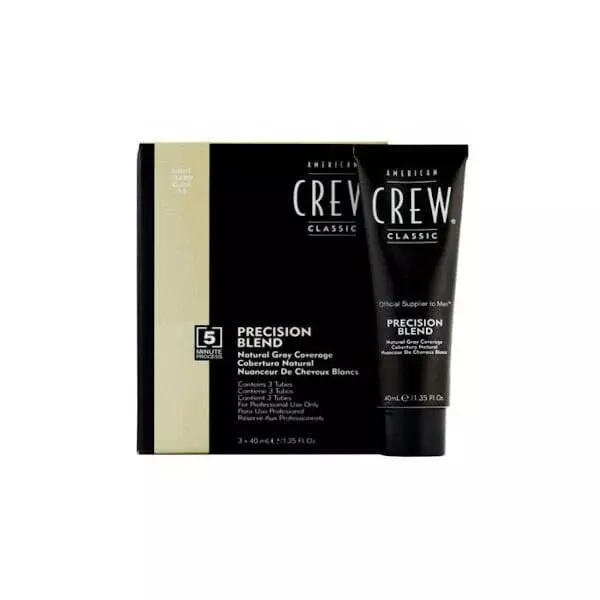 AMERICAN
CREW
CLASSIC
5
MINUTE
PROCESS
PRECISION
BLEND
Natural Gray Coverage
Cobertura Natural
Nuanceur De Cheveux Blancs
Contains 3 Tubes
Contiene 3 Tubes
Contient 3 Tubes
For Professional Use Only
Para Uso Profesional
Réservé Aux Professionnels
3 x 40 mL ℮ /1.35 Fl. Oz.
AMERICAN
CREW®
CLASSIC
Official Supplier to Men™
PRECISION
BLEND
Natural Gray Coverage
Cobertura Natural
Nuanceur De Cheveux Blanc
40mL ℮ /1.35 Fl. Oz.